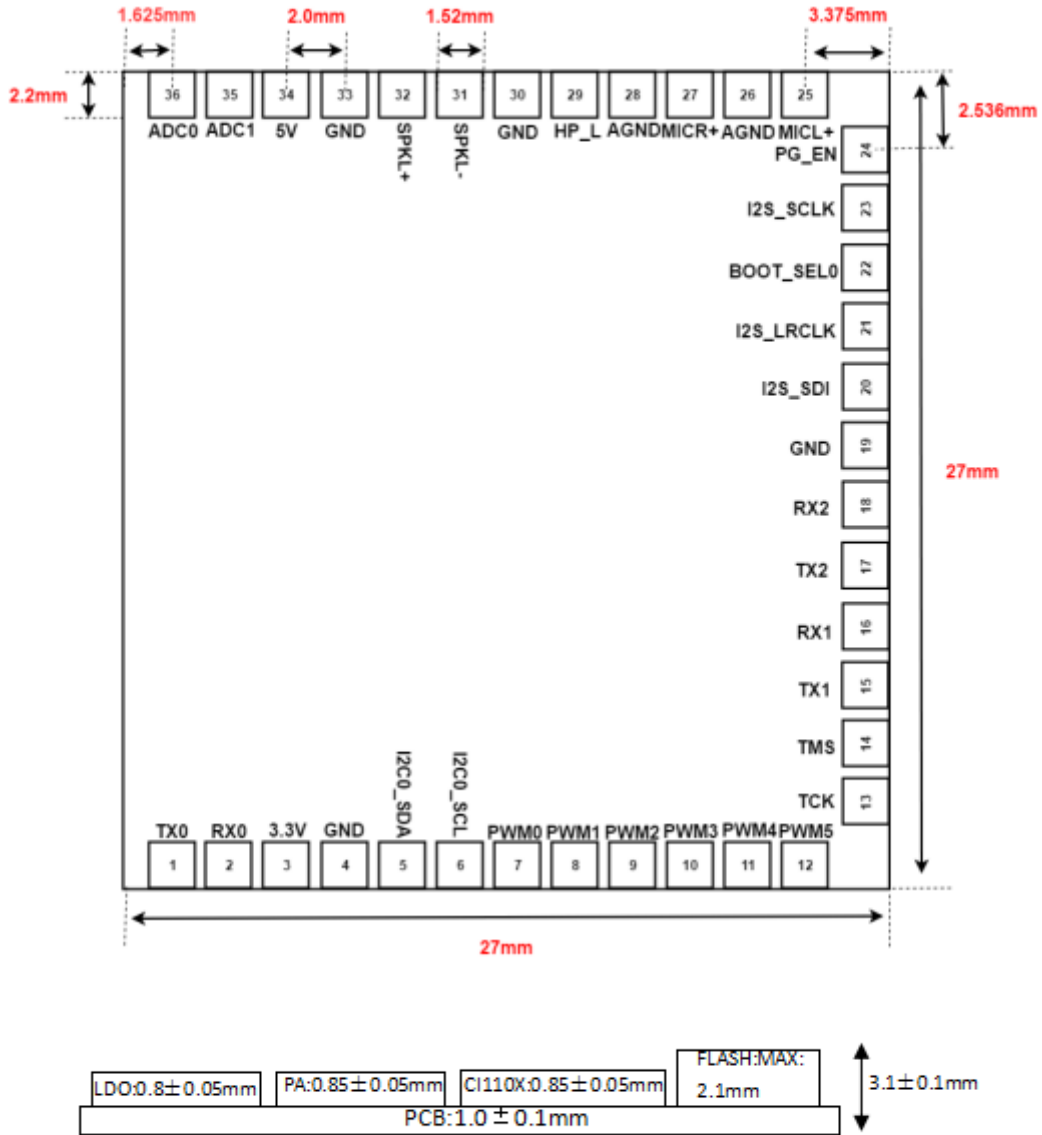 1.625mm
2.0mm
1.52mm
3.375mm
2.2mm
2.536mm
36 35 34 33 32 31 30 29 28 27 26 25
ADC0 ADC1 5V GND SPKL+ SPKL- GND HP_L AGND MICR+ AGND MICL+
PG_EN 24
I2S_SCLK 23
BOOT_SEL0 22
I2S_LRCLK 21
I2S_SDI 20
GND 19
27mm
RX2 18
TX2 17
RX1 16
TX1 15
TMS 14
TCK 13
TX0 RX0 3.3V GND I2C0_SDA I2C0_SCL PWM0 PWM1 PWM2 PWM3 PWM4 PWM5
1 2 3 4 5 6 7 8 9 10 11 12
27mm
LDO:0.8±0.05mm
PA:0.85±0.05mm
CI110X:0.85±0.05mm
FLASH:MAX:
2.1mm
3.1±0.1mm
PCB:1.0 ± 0.1mm